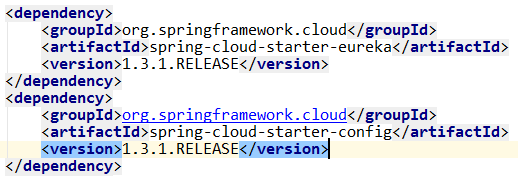 <dependency>
<groupId>org.springframework.cloud</groupId>
<artifactId>spring-cloud-starter-eureka</artifactId>
<version>1.3.1.RELEASE</version>
</dependency>
<dependency>
<groupId>org.springframework.cloud</groupId>
<artifactId>spring-cloud-starter-config</artifactId>
<version>1.3.1.RELEASE</version>
</dependency>